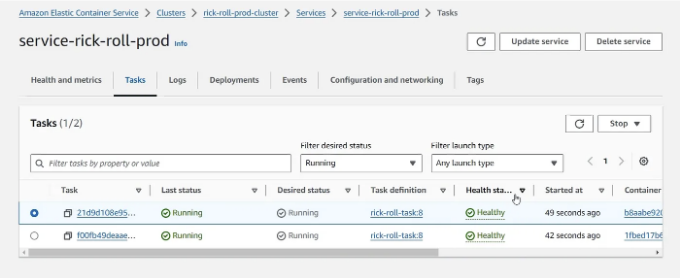 Amazon Elastic Container Service > Clusters > rick-roll-prod-cluster > Services > service-rick-roll-prod > Tasks
service-rick-roll-prod Info
Update service Delete service
Health and metrics Tasks Logs Deployments Events Configuration and networking Tags
Tasks (1/2)
Stop
Filter desired status Filter launch type
Filter tasks by property or value Running Any launch type 1
Task Last status Desired status Task definition Health sta... Started at Container
21d9d108e95... Running Running rick-roll-task:8 Healthy 49 seconds ago b8aabe920
f00fb49deaae... Running Running rick-roll-task:8 Healthy 42 seconds ago 1fbed17b6